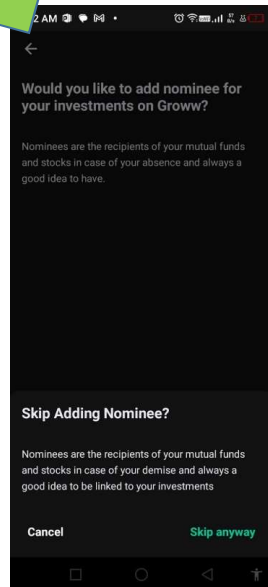 2 AM
Would you like to add nominee for
your investments on Groww?
Nominees are the recipients of your mutual funds
and stocks in case of your absence and always a
good idea to have.
Skip Adding Nominee?
Nominees are the recipients of your mutual funds
and stocks in case of your demise and always a
good idea to be linked to your investments
Cancel Skip anyway